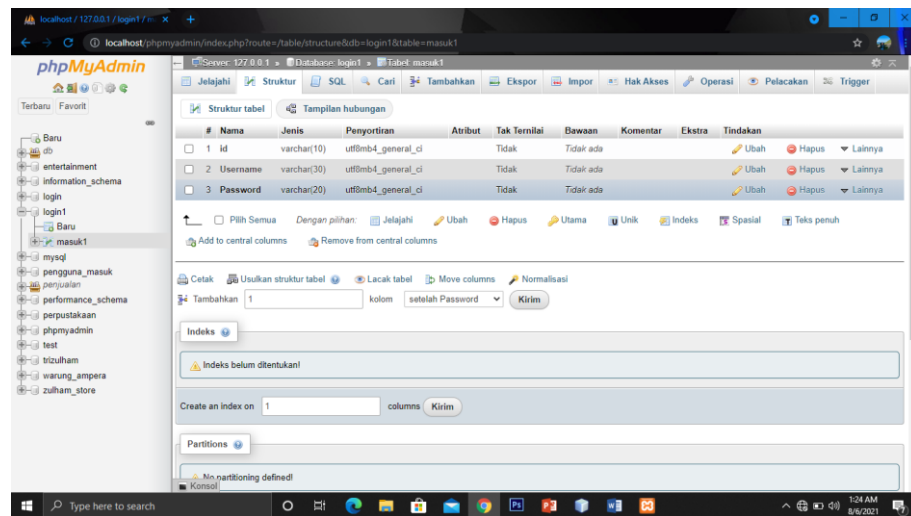 localhost / 127.0.0.1 / login1 / m
localhost/phpmyadmin/index.php?route=/table/structure&db=login1&table=masuk1
phpMyAdmin
Terbaru Favorit
Baru
db
entertainment
information_schema
login
login1
Baru
masuk1
mysql
pengguna_masuk
penjualan
performance_schema
perpustakaan
phpmyadmin
test
trizulham
warung_ampera
zulham_store
Server: 127.0.0.1 » Database: login1 » Tabel: masuk1
Jelajahi Struktur SQL Cari Tambahkan Ekspor Impor Hak Akses Operasi Pelacakan Trigger
Struktur tabel Tampilan hubungan
# Nama Jenis Penyortiran Atribut Tak Ternilai Bawaan Komentar Ekstra Tindakan
1 id varchar(10) utf8mb4_general_ci Tidak Tidak ada Ubah Hapus Lainnya
2 Username varchar(30) utf8mb4_general_ci Tidak Tidak ada Ubah Hapus Lainnya
3 Password varchar(20) utf8mb4_general_ci Tidak Tidak ada Ubah Hapus Lainnya
Pilih Semua Dengan pilihan: Jelajahi Ubah Hapus Utama Unik Indeks Spasial Teks penuh
Add to central columns Remove from central columns
Cetak Usulkan struktur tabel Lacak tabel Move columns Normalisasi
Tambahkan 1 kolom setelah Password Kirim
Indeks
Indeks belum ditentukan!
Create an index on 1 columns Kirim
Partitions
No partitioning defined!
Konsol
Type here to search
1:24 AM
8/6/2021